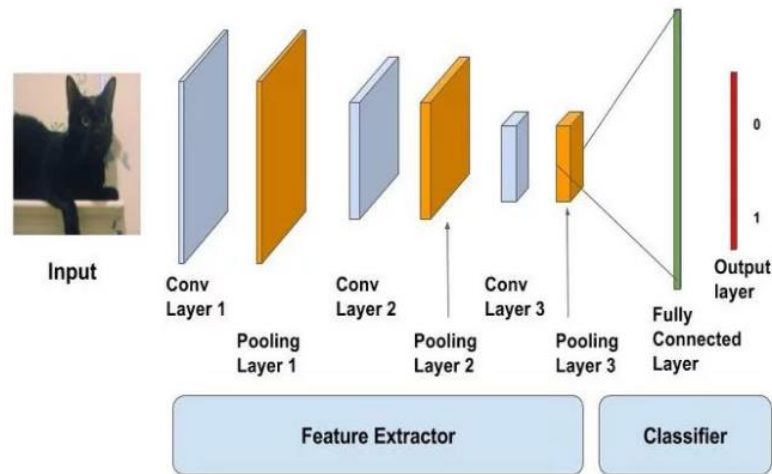 Input
Conv
Layer 1
Pooling
Layer 1
Conv
Layer 2
Pooling
Layer 2
Conv
Layer 3
Pooling
Layer 3
Fully
Connected
Layer
0
1
Output
layer
Feature Extractor
Classifier